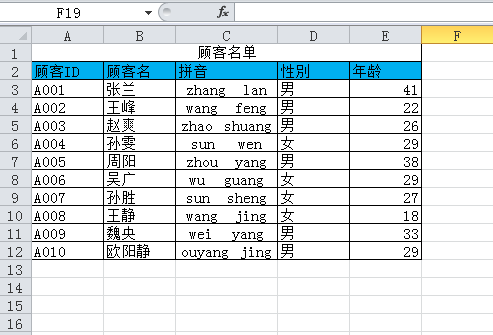 F19 fx
A B C D E F
1 顾客名单
2 顾客ID 顾客名 拼音 性别 年龄
3 A001 张兰 zhang lan 男 41
4 A002 王峰 wang feng 男 22
5 A003 赵爽 zhao shuang 男 26
6 A004 孙雯 sun wen 女 29
7 A005 周阳 zhou yang 男 38
8 A006 吴广 wu guang 女 29
9 A007 孙胜 sun sheng 女 27
10 A008 王静 wang jing 女 18
11 A009 魏央 wei yang 男 33
12 A010 欧阳静 ouyang jing 男 29
13
14
15
16